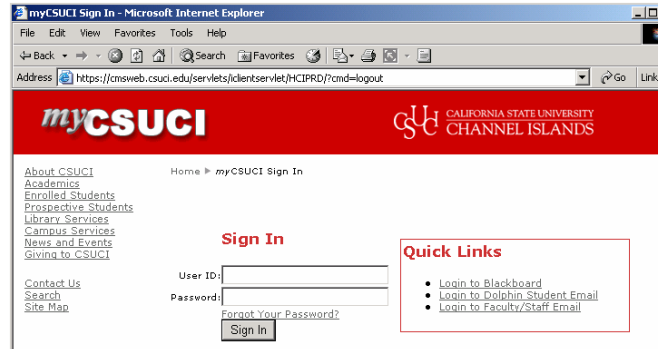 myCSUCI Sign In - Microsoft Internet Explorer
File Edit View Favorites Tools Help
Back Search Favorites
Address https://cmsweb.csuci.edu/servlets/iclientservlet/HCIPRD/?cmd=logout Go Link
myCSUCI
CSUCI CALIFORNIA STATE UNIVERSITY
CHANNEL ISLANDS
Home myCSUCI Sign In
About CSUCI
Academics
Enrolled Students
Prospective Students
Library Services
Campus Services
News and Events
Giving to CSUCI
Contact Us
Search
Site Map
Sign In
User ID:
Password:
Forgot Your Password?
Sign In
Quick Links
• Login to Blackboard
• Login to Dolphin Student Email
• Login to Faculty/Staff Email